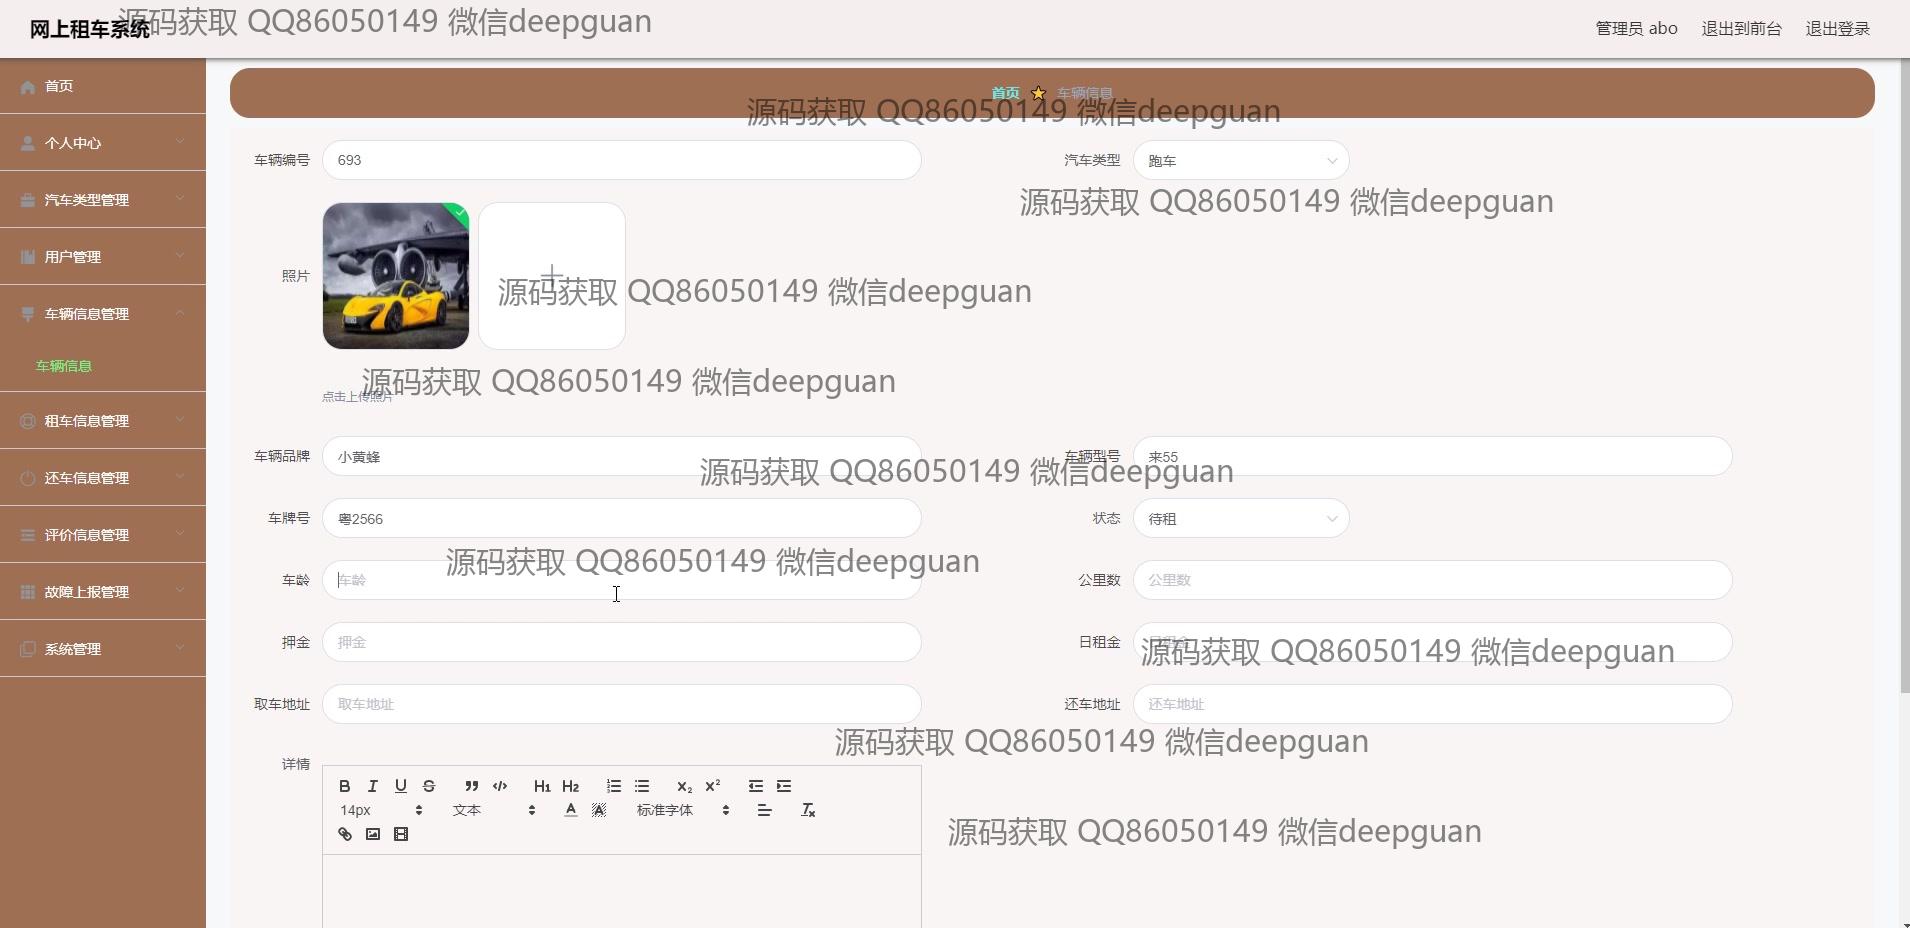 网上租车系统
源码获取 QQ86050149 微信deepguan
管理员 abo
退出到前台
退出登录
首页
个人中心
汽车类型管理
用户管理
车辆信息管理
车辆信息
租车信息管理
还车信息管理
评价信息管理
故障上报管理
系统管理
首页 车辆信息
源码获取 QQ86050149 微信deepguan
车辆编号 693
汽车类型 跑车
源码获取 QQ86050149 微信deepguan
照片
源码获取 QQ86050149 微信deepguan
源码获取 QQ86050149 微信deepguan
点击上传照片
车辆品牌 小黄蜂
车辆型号 来55
源码获取 QQ86050149 微信deepguan
车牌号 粤2566
状态 待租
源码获取 QQ86050149 微信deepguan
车龄 车龄
公里数 公里数
押金 押金
日租金 日租金
源码获取 QQ86050149 微信deepguan
取车地址 取车地址
还车地址 还车地址
源码获取 QQ86050149 微信deepguan
详情
B I U S H1 H2 X2 X2
14px 文本 A A 标准字体 Tx
源码获取 QQ86050149 微信deepguan